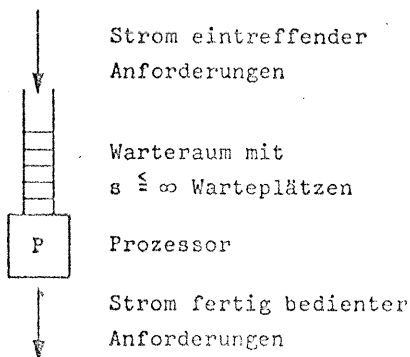 Strom eintreffender
Anforderungen
Warteraum mit
s ≦ ∞ Warteplätzen
P
Prozessor
Strom fertig bedienter
Anforderungen